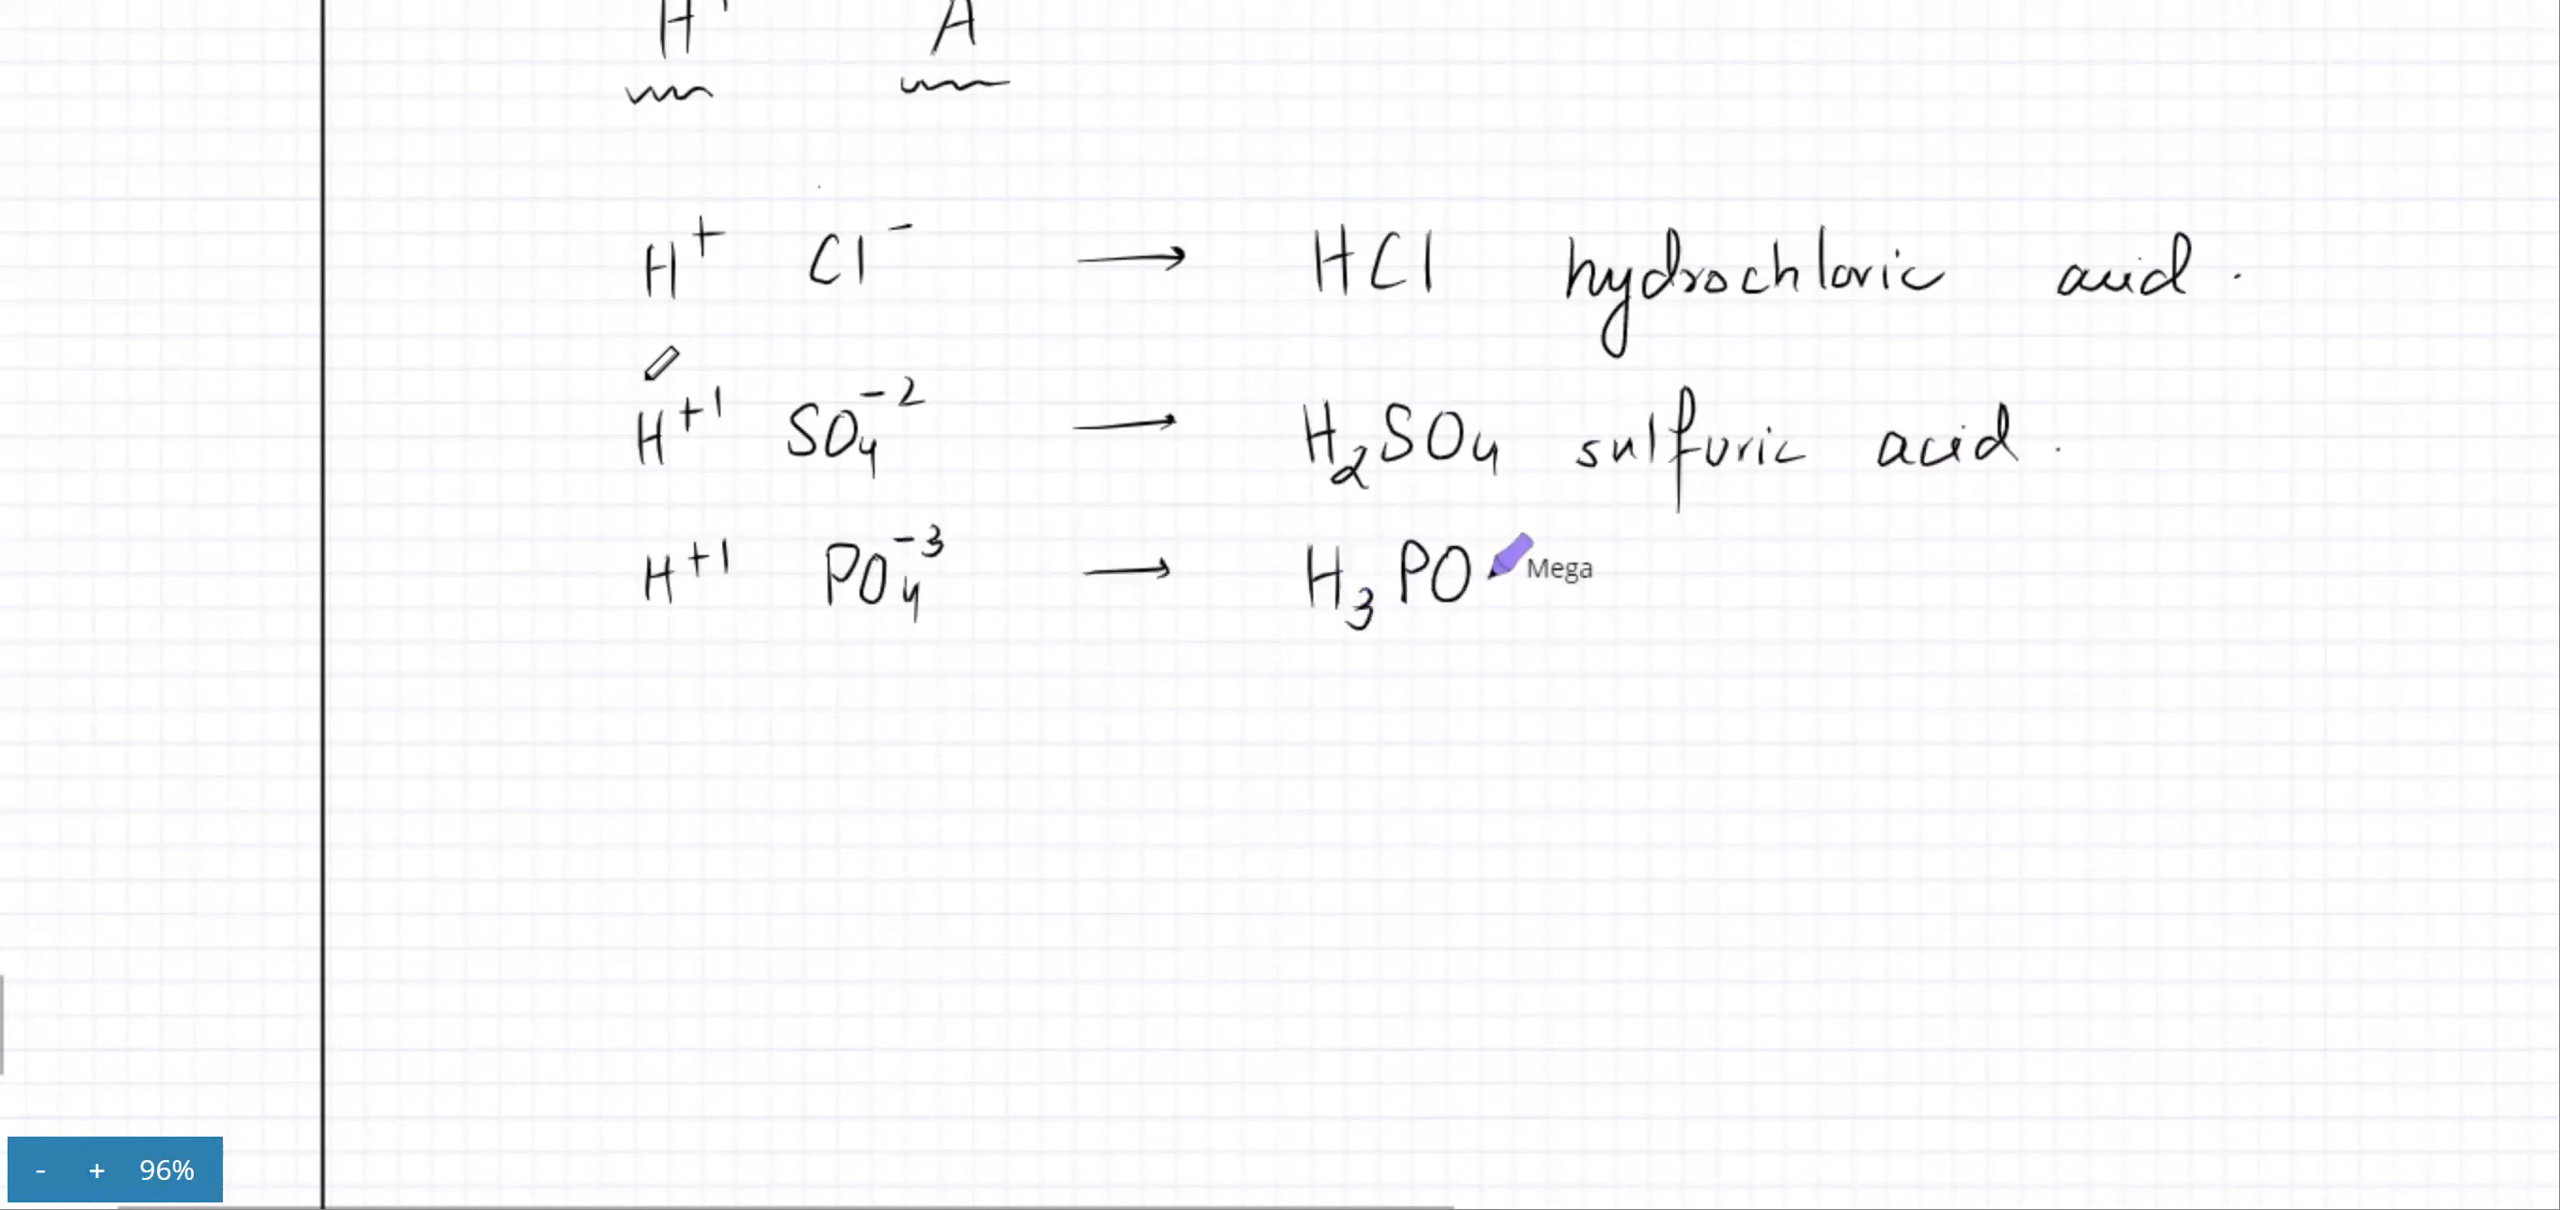 H⁺ A
H⁺ Cl⁻ → HCl hydrochloric acid.
H⁺¹ SO₄⁻² → H₂SO₄ sulfuric acid.
H⁺¹ PO₄⁻³ → H₃PO Mega
- + 96%